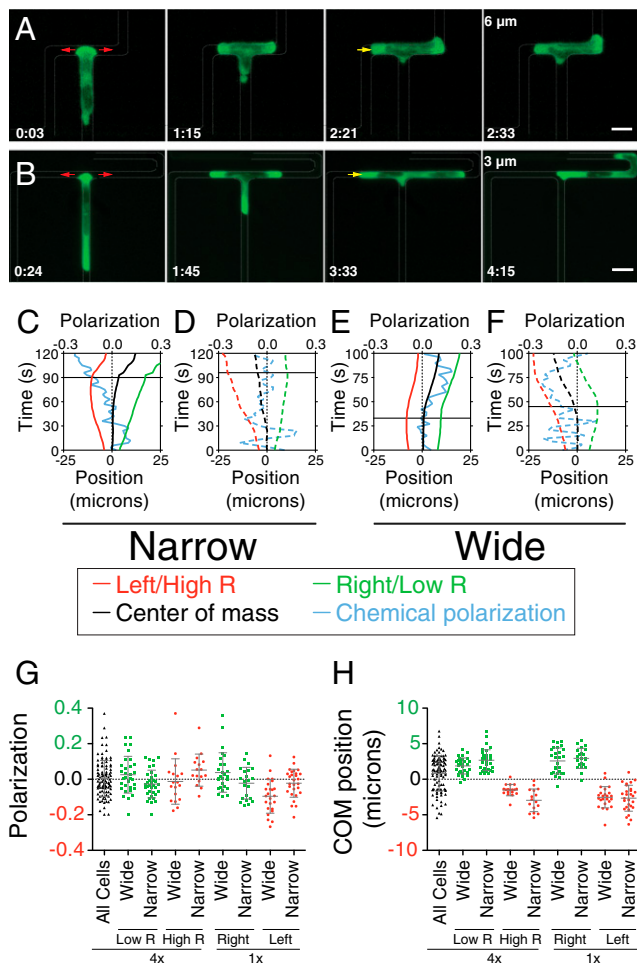 A
6 µm
0:03
1:15
2:21
2:33
B
3 µm
0:24
1:45
3:33
4:15
C Polarization D Polarization E Polarization F Polarization
-0.3 0 0.3 -0.3 0 0.3 -0.3 0 0.3 -0.3 0 0.3
Time (s)
120
90
60
30
0
-25 0 25
Position
(microns)
Time (s)
120
90
60
30
0
-25 0 25
Position
(microns)
Time (s)
100
75
50
25
0
-25 0 25
Position
(microns)
Time (s)
100
75
50
25
0
-25 0 25
Position
(microns)
Narrow
Wide
Left/High R
Right/Low R
Center of mass
Chemical polarization
G
Polarization
0.4
0.2
0.0
-0.2
-0.4
All Cells
Wide
Narrow
Wide
Narrow
Wide
Narrow
Wide
Narrow
Low R High R Right Left
4x 1x
H
COM position
(microns)
10
5
0
-5
-10
All Cells
Wide
Narrow
Wide
Narrow
Wide
Narrow
Wide
Narrow
Low R High R Right Left
4x 1x